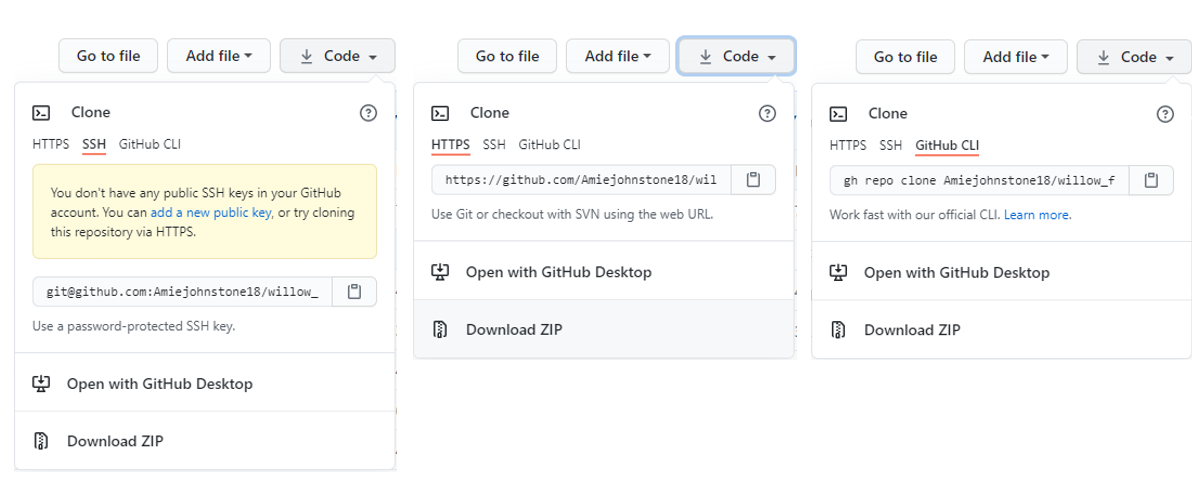 Go to file Add file Code
Clone
HTTPS SSH GitHub CLI
You don't have any public SSH keys in your GitHub
account. You can add a new public key, or try cloning
this repository via HTTPS.
git@github.com:Amiejohnstone18/willow_
Use a password-protected SSH key.
Open with GitHub Desktop
Download ZIP
Go to file Add file Code
Clone
HTTPS SSH GitHub CLI
https://github.com/Amiejohnstone18/wil
Use Git or checkout with SVN using the web URL.
Open with GitHub Desktop
Download ZIP
Go to file Add file Code
Clone
HTTPS SSH GitHub CLI
gh repo clone Amiejohnstone18/willow_f
Work fast with our official CLI. Learn more.
Open with GitHub Desktop
Download ZIP